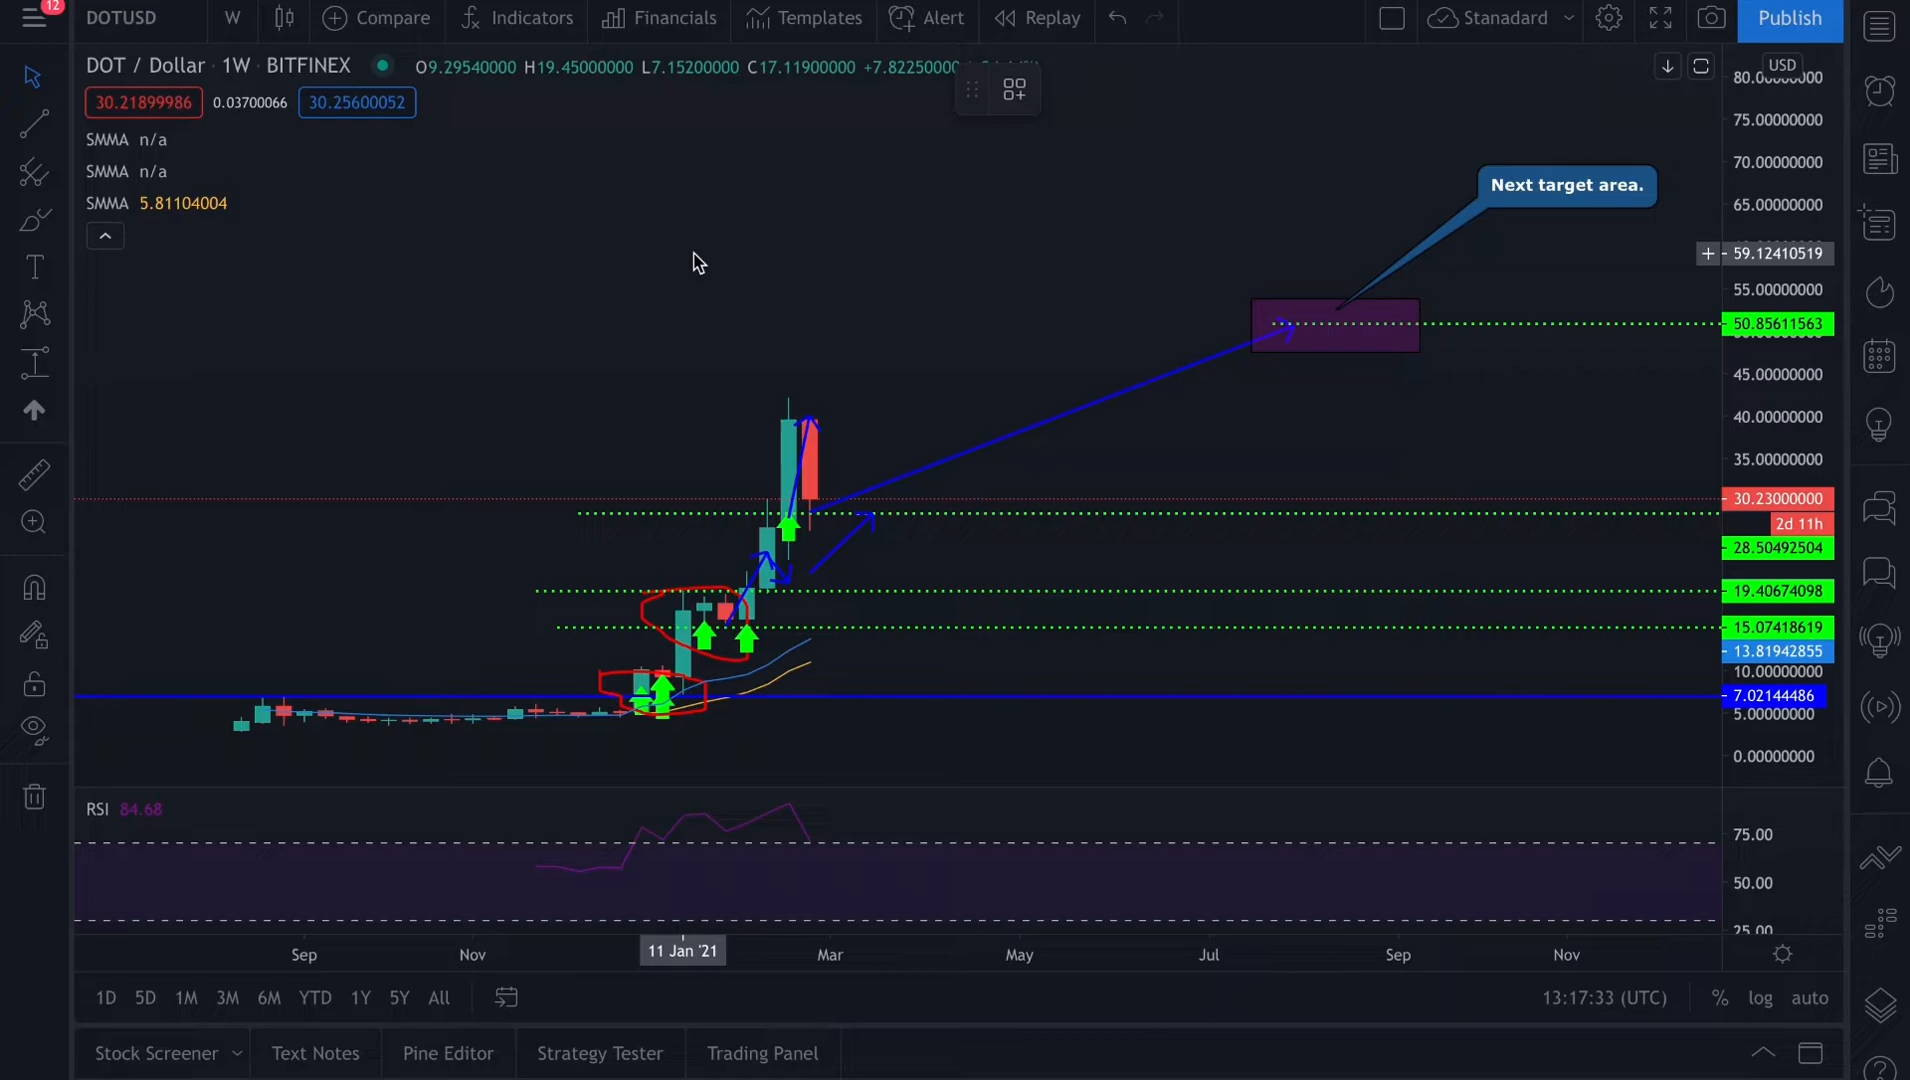 12
DOTUSD W Compare Indicators Financials Templates Alert Replay Stanadard Publish
DOT / Dollar · 1W · BITFINEX O9.29540000 H19.45000000 L7.15200000 C17.11900000 +7.8225000
USD
30.21899986 0.03700066 30.25600052
SMMA n/a
SMMA n/a
SMMA 5.81104004
Next target area.
80.00000000
75.00000000
70.00000000
65.00000000
59.12410519
55.00000000
50.85611563
45.00000000
40.00000000
35.00000000
30.23000000
2d 11h
28.50492504
19.40674098
15.07418619
13.81942855
10.00000000
7.02144486
5.00000000
0.00000000
RSI 84.68
75.00
50.00
25.00
Sep Nov 11 Jan '21 Mar May Jul Sep Nov
1D 5D 1M 3M 6M YTD 1Y 5Y All 13:17:33 (UTC) % log auto
Stock Screener Text Notes Pine Editor Strategy Tester Trading Panel